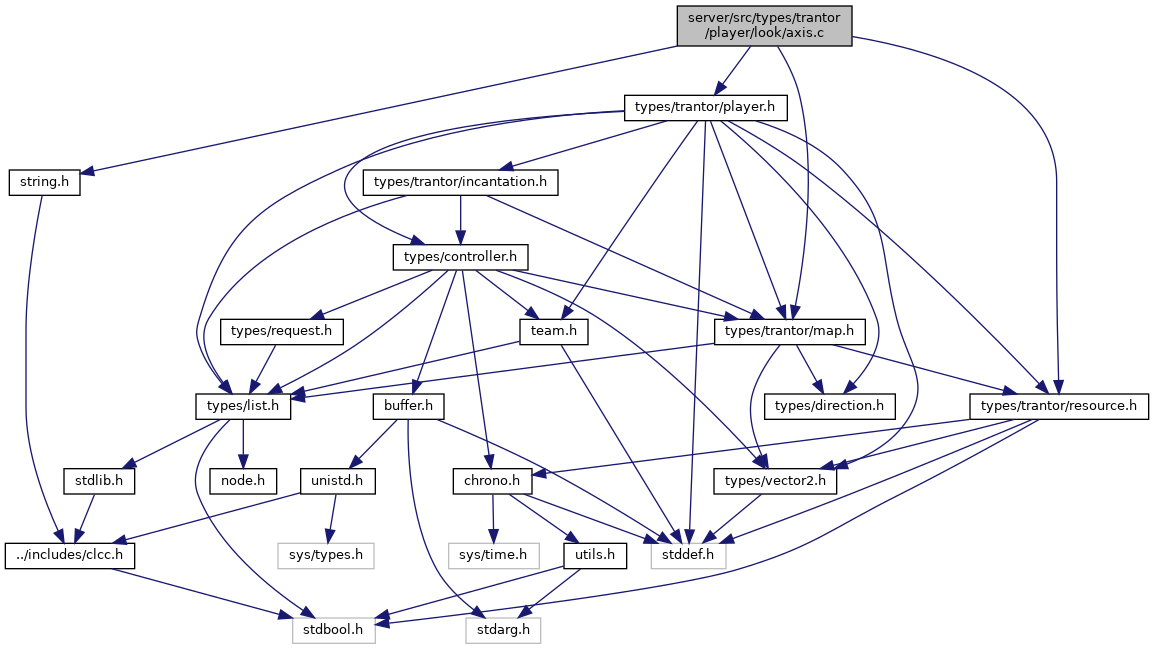 server/src/types/trantor
/player/look/axis.c
types/trantor/player.h
string.h
types/trantor/incantation.h
types/controller.h
types/request.h
team.h
types/trantor/map.h
types/list.h
buffer.h
types/direction.h
types/trantor/resource.h
stdlib.h
node.h
unistd.h
chrono.h
types/vector2.h
../includes/clcc.h
sys/types.h
sys/time.h
utils.h
stddef.h
stdbool.h
stdarg.h